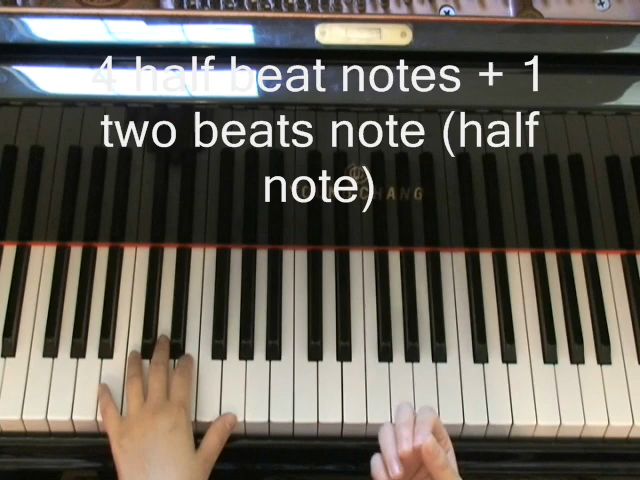 4 half beat notes + 1
two beats note (half
note)